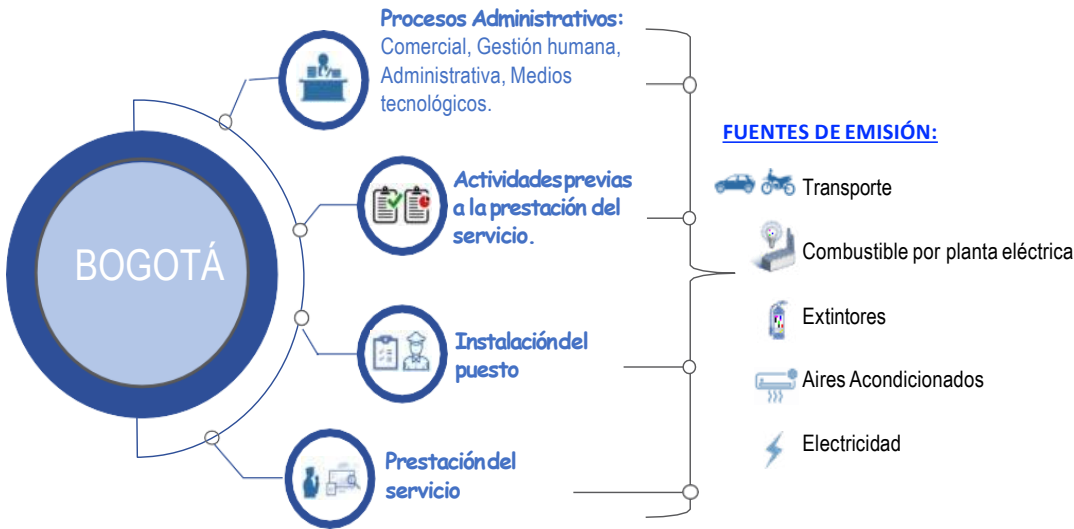 Procesos Administrativos:
Comercial, Gestión humana,
Administrativa, Medios
tecnológicos.
BOGOTÁ
Actividades previas
a la prestación del
servicio.
Instalación del
puesto
Prestación del
servicio
FUENTES DE EMISIÓN:
Transporte
Combustible por planta eléctrica
Extintores
Aires Acondicionados
Electricidad